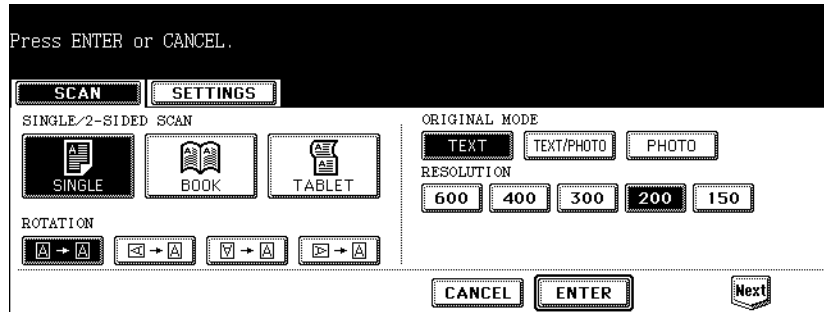 Press ENTER or CANCEL.
SCAN SETTINGS
SINGLE/2-SIDED SCAN
SINGLE BOOK TABLET
ROTATION
A → A A → A A → A A → A
ORIGINAL MODE
TEXT TEXT/PHOTO PHOTO
RESOLUTION
600 400 300 200 150
CANCEL ENTER Next